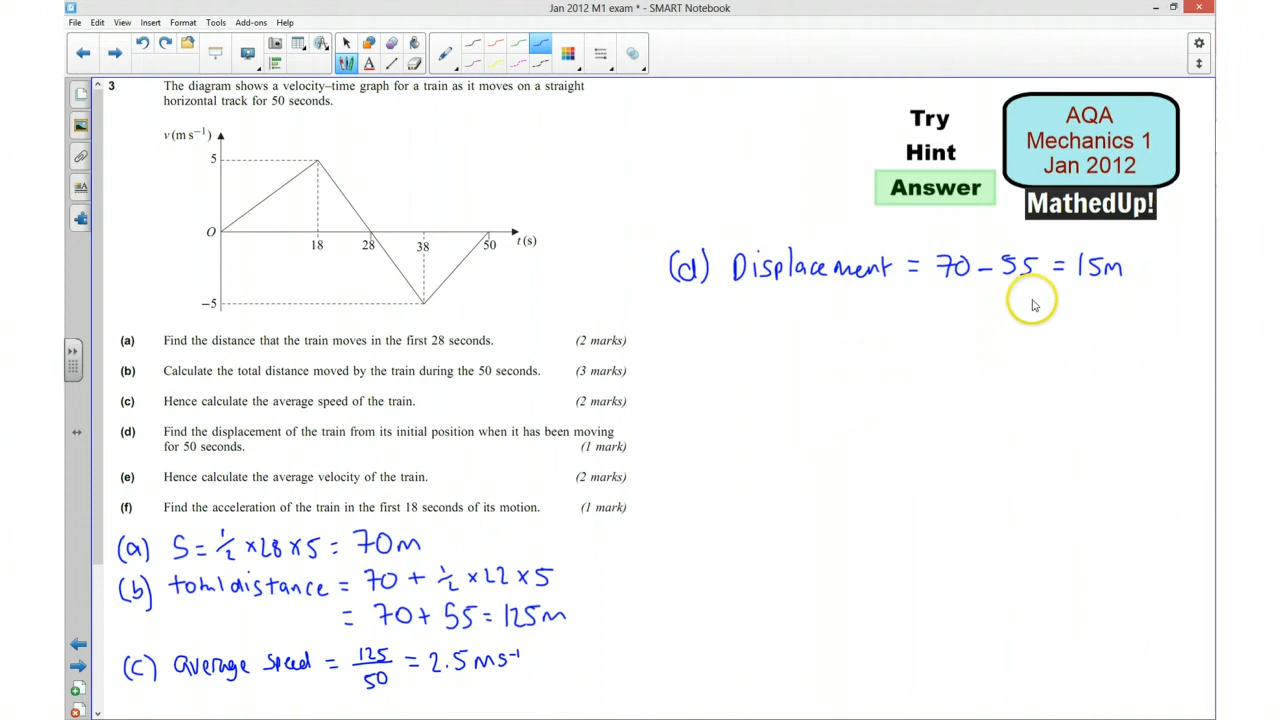 Jan 2012 M1 exam * - SMART Notebook
File Edit View Insert Format Tools Add-ons Help
3 The diagram shows a velocity–time graph for a train as it moves on a straight
horizontal track for 50 seconds.
v (m s⁻¹)
5
O
18
28
38
50
t (s)
−5
(a) Find the distance that the train moves in the first 28 seconds. (2 marks)
(b) Calculate the total distance moved by the train during the 50 seconds. (3 marks)
(c) Hence calculate the average speed of the train. (2 marks)
(d) Find the displacement of the train from its initial position when it has been moving
for 50 seconds. (1 mark)
(e) Hence calculate the average velocity of the train. (2 marks)
(f) Find the acceleration of the train in the first 18 seconds of its motion. (1 mark)
(a) S = ½ × 28 × 5 = 70m
(b) total distance = 70 + ½ × 22 × 5
= 70 + 55 = 125m
(c) average speed = 125/50 = 2.5 ms⁻¹
Try
Hint
Answer
AQA
Mechanics 1
Jan 2012
MathedUp!
(d) Displacement = 70 – 55 = 15m